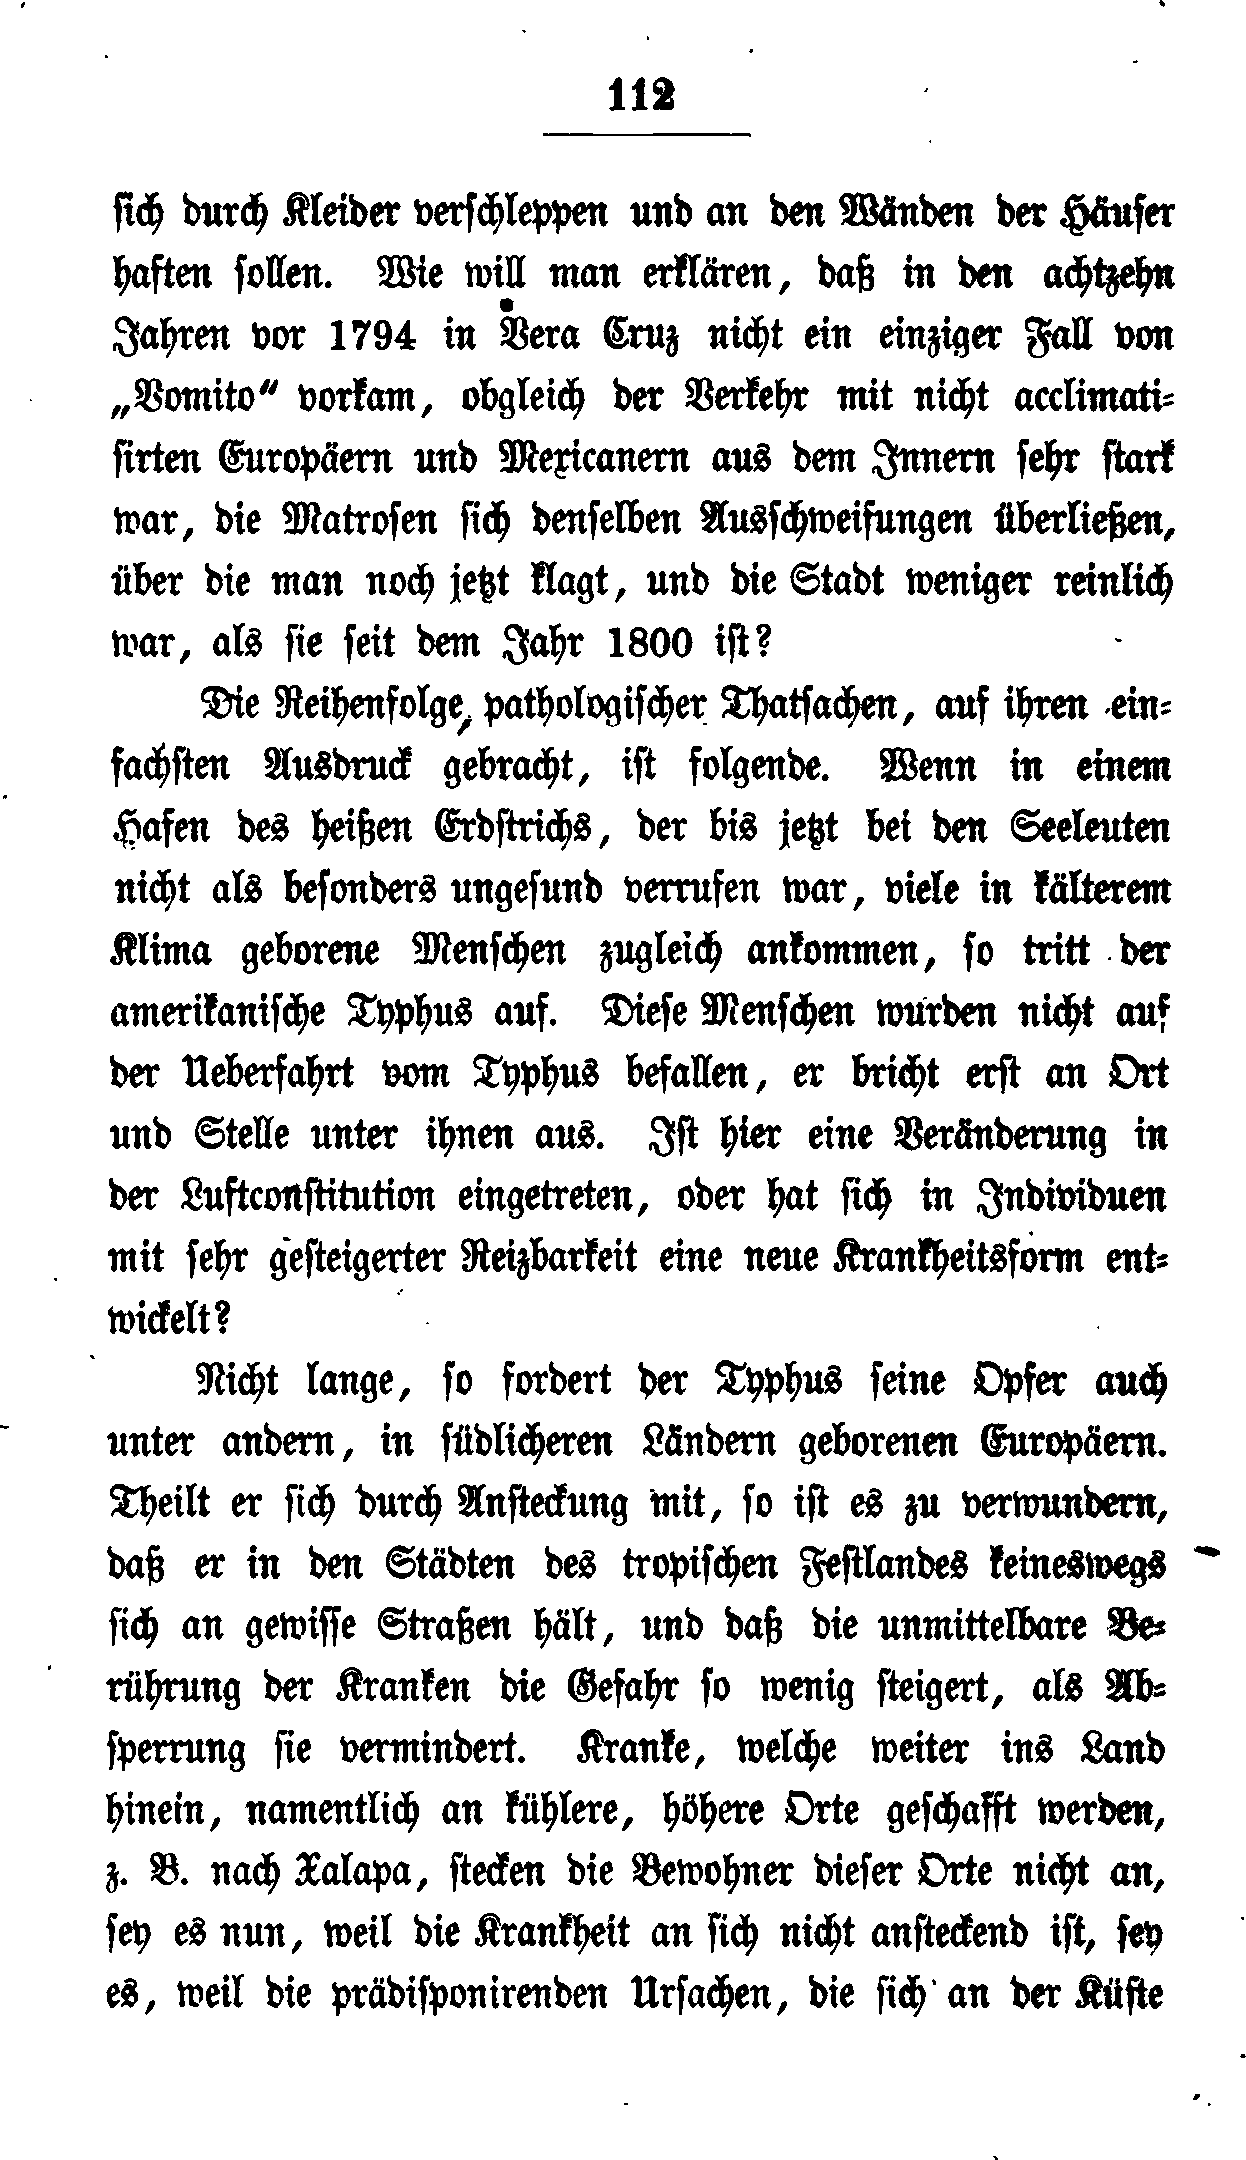 112
sich durch Kleider verschleppen und an den Wänden der Häuser
haften sollen. Wie will man erklären, daß in den achtzehn
Jahren vor 1794 in Vera Cruz nicht ein einziger Fall von
„Vomito“ vorkam, obgleich der Verkehr mit nicht acclimati-
sirten Europäern und Mexicanern aus dem Innern sehr stark
war, die Matrosen sich denselben Ausschweifungen überließen,
über die man noch jetzt klagt, und die Stadt weniger reinlich
war, als sie seit dem Jahr 1800 ist?
Die Reihenfolge pathologischer Thatsachen, auf ihren ein-
fachsten Ausdruck gebracht, ist folgende. Wenn in einem
Hafen des heißen Erdstrichs, der bis jetzt bei den Seeleuten
nicht als besonders ungesund verrufen war, viele in kälterem
Klima geborene Menschen zugleich ankommen, so tritt der
amerikanische Typhus auf. Diese Menschen wurden nicht auf
der Ueberfahrt vom Typhus befallen, er bricht erst an Ort
und Stelle unter ihnen aus. Ist hier eine Veränderung in
der Luftconstitution eingetreten, oder hat sich in Individuen
mit sehr gesteigerter Reizbarkeit eine neue Krankheitsform ent-
wickelt?
Nicht lange, so fordert der Typhus seine Opfer auch
unter andern, in südlicheren Ländern geborenen Europäern.
Theilt er sich durch Ansteckung mit, so ist es zu verwundern,
daß er in den Städten des tropischen Festlandes keineswegs
sich an gewisse Straßen hält, und daß die unmittelbare Be-
rührung der Kranken die Gefahr so wenig steigert, als Ab-
sperrung sie vermindert. Kranke, welche weiter ins Land
hinein, namentlich an kühlere, höhere Orte geschafft werden,
z. B. nach Xalapa, stecken die Bewohner dieser Orte nicht an,
sey es nun, weil die Krankheit an sich nicht ansteckend ist, sey
es, weil die prädisponirenden Ursachen, die sich an der Küste